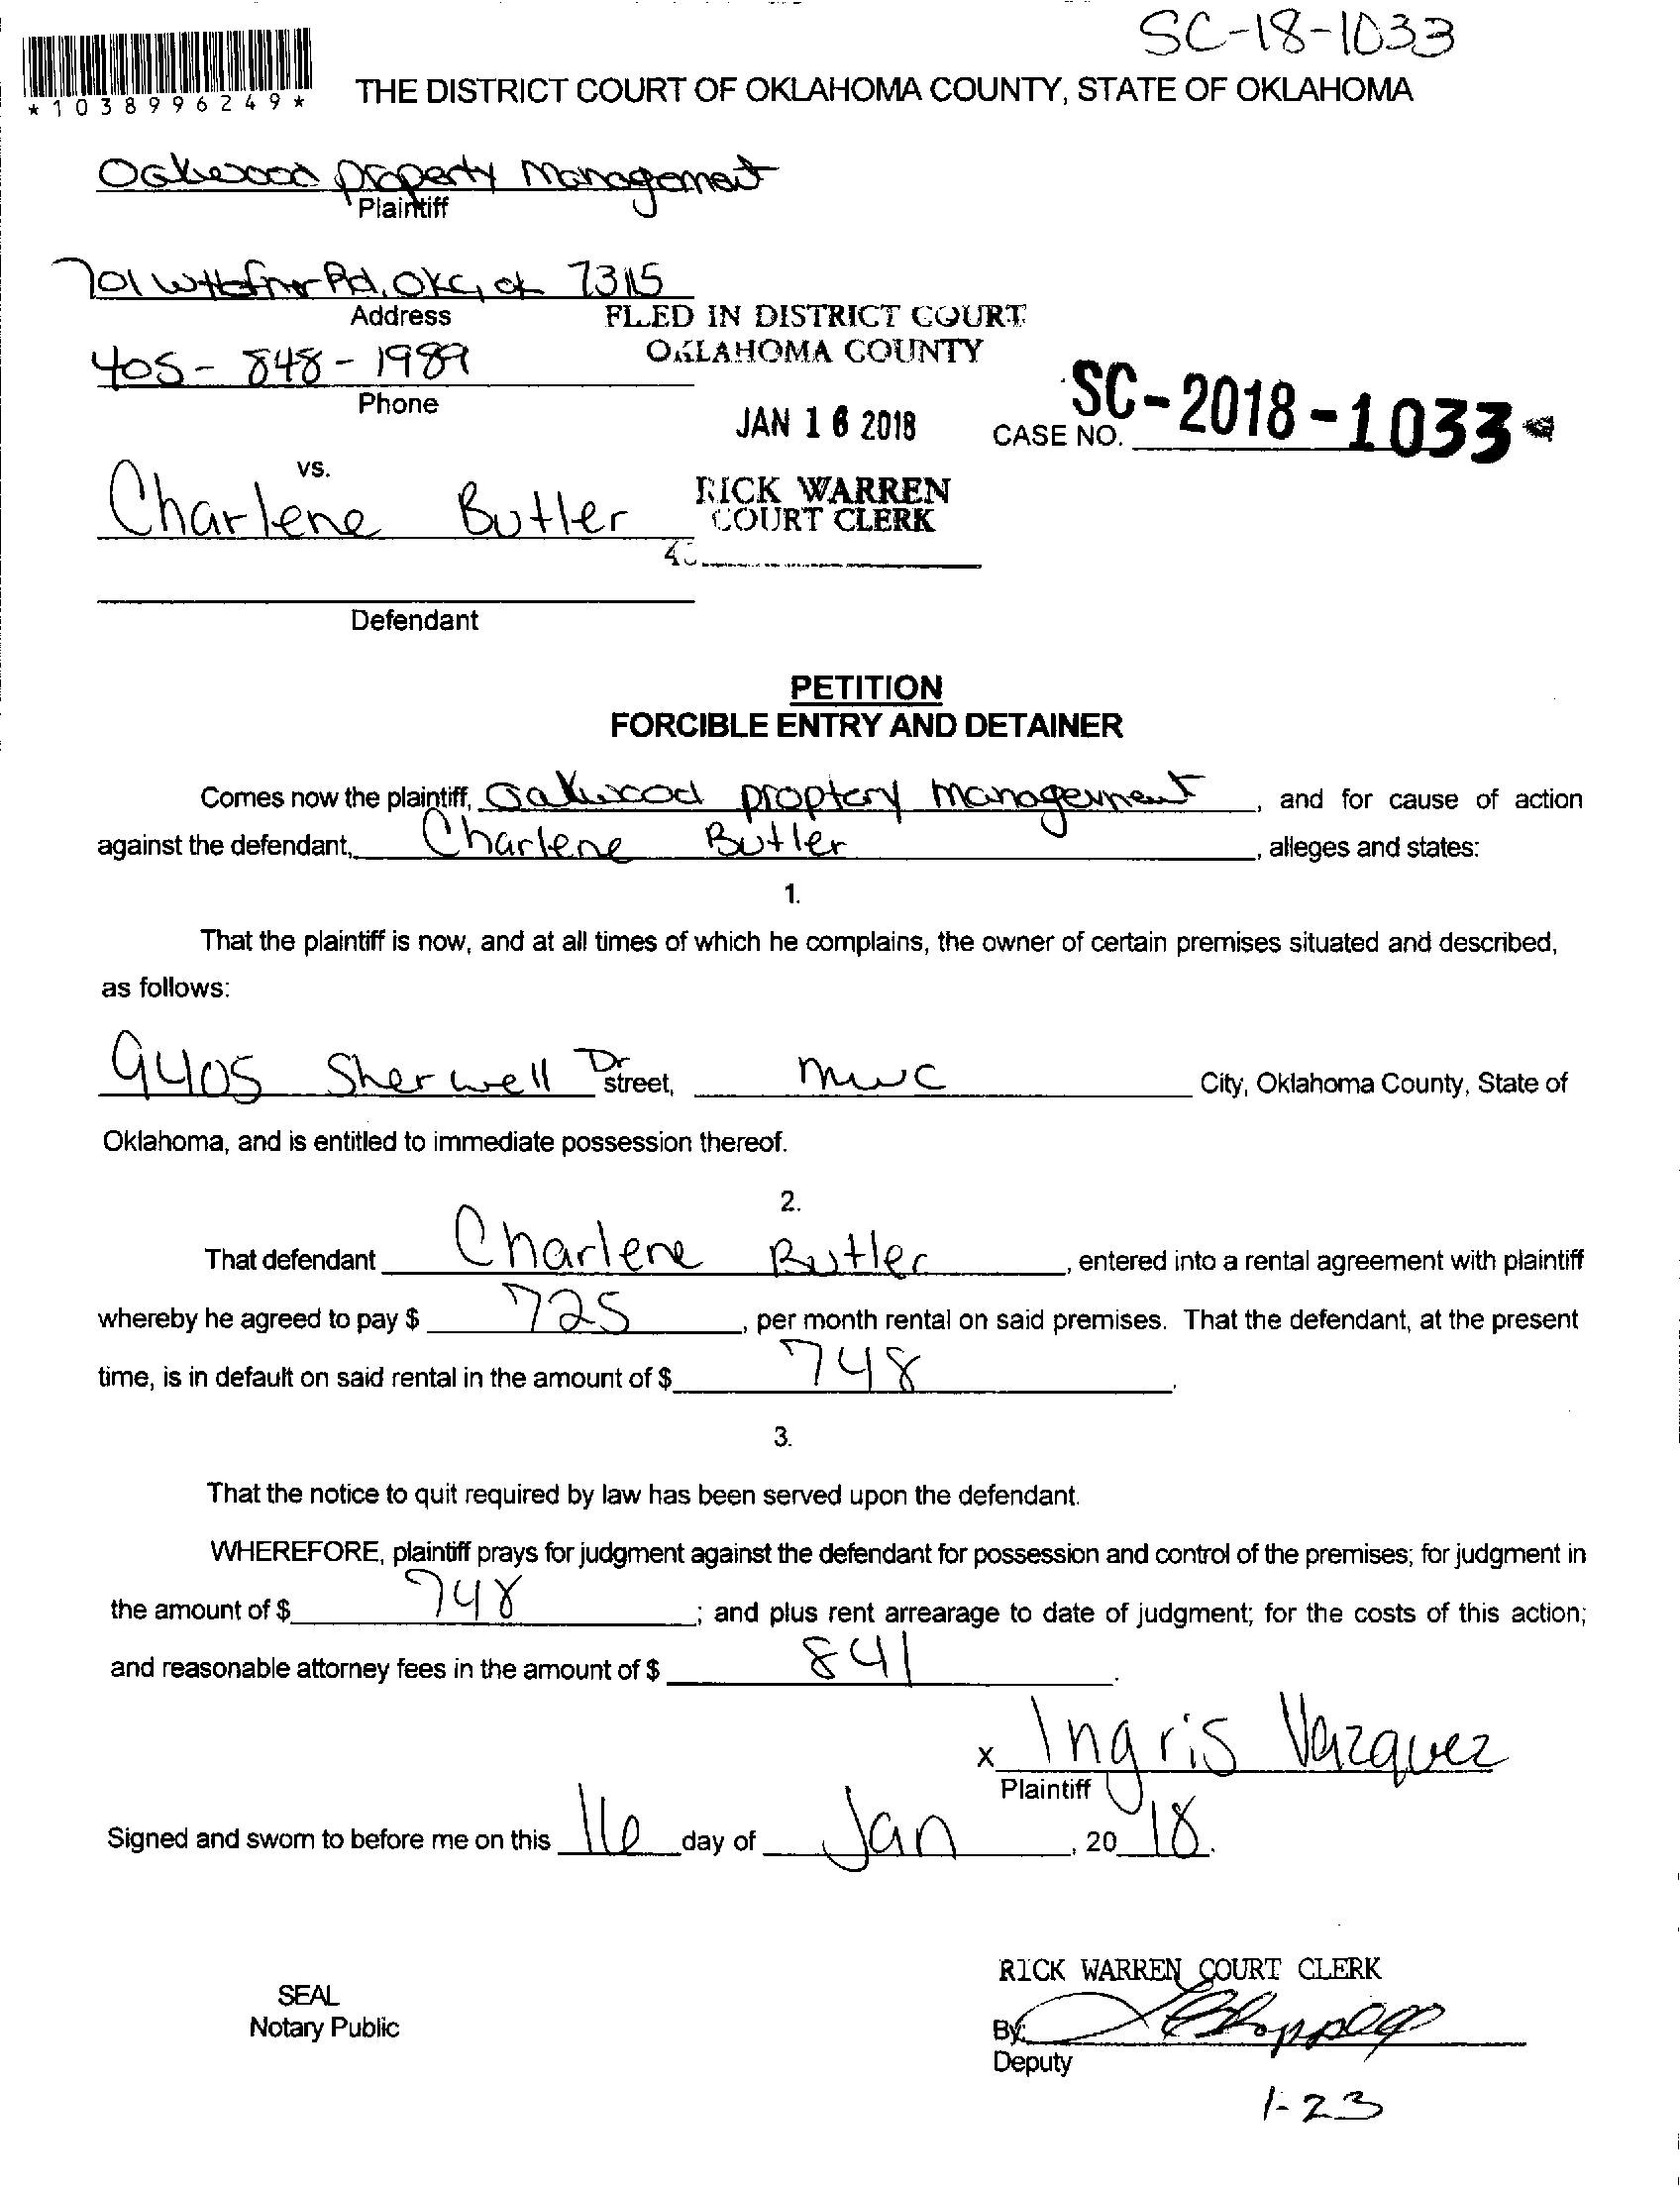 SC-18-1033
*1038996249*
THE DISTRICT COURT OF OKLAHOMA COUNTY, STATE OF OKLAHOMA
Oakwood property Management
Plaintiff
701 W Hefner Rd, OKC, OK 73115
Address
405-848-1989
Phone
FILED IN DISTRICT COURT
OKLAHOMA COUNTY
JAN 16 2018
CASE NO. SC-2018-1033
vs.
Charlene Butler
RICK WARREN
COURT CLERK
Defendant
PETITION
FORCIBLE ENTRY AND DETAINER
Comes now the plaintiff, Oakwood proptery management, and for cause of action
against the defendant, Charlene Butler, alleges and states:
1.
That the plaintiff is now, and at all times of which he complains, the owner of certain premises situated and described,
as follows:
9405 Sherwell Dr street, mwc City, Oklahoma County, State of
Oklahoma, and is entitled to immediate possession thereof.
2.
That defendant Charlene Butler, entered into a rental agreement with plaintiff
whereby he agreed to pay $ 725, per month rental on said premises. That the defendant, at the present
time, is in default on said rental in the amount of $ 748.
3.
That the notice to quit required by law has been served upon the defendant.
WHEREFORE, plaintiff prays for judgment against the defendant for possession and control of the premises; for judgment in
the amount of $ 748; and plus rent arrearage to date of judgment; for the costs of this action;
and reasonable attorney fees in the amount of $ 841.
x Ingris Vazquez
Plaintiff
Signed and sworn to before me on this 16 day of Jan, 20 18.
RICK WARREN COURT CLERK
SEAL
Notary Public
By:
Deputy
1-23